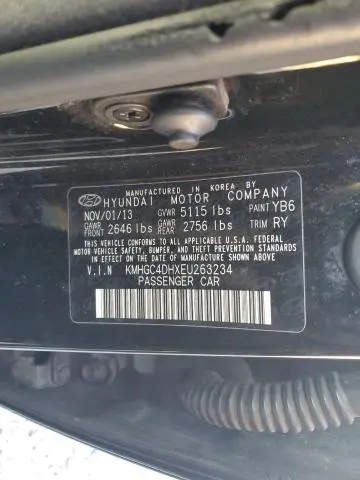 MANUFACTURED IN KOREA BY
HYUNDAI MOTOR COMPANY
NOV/01/13 GVWR 5115 lbs PAINT YB6
GAWR FRONT 2646 lbs GAWR REAR 2756 lbs TRIM RY
THIS VEHICLE CONFORMS TO ALL APPLICABLE U.S.A. FEDERAL
MOTOR VEHICLE SAFETY, BUMPER, AND THEFT PREVENTION
STANDARDS IN EFFECT ON THE DATE OF MANUFACTURE SHOWN ABOVE.
V.I.N KMHGC4DHXEU263234
PASSENGER CAR